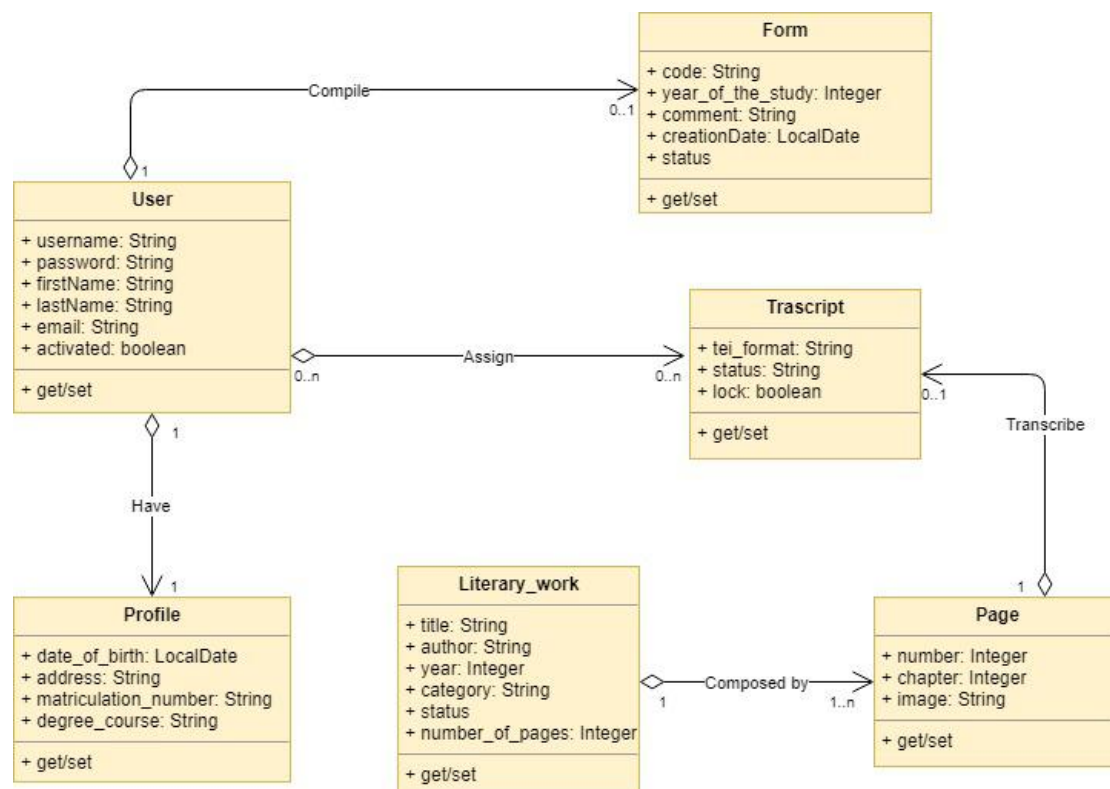 Form
+ code: String
+ year_of_the_study: Integer
+ comment: String
+ creationDate: LocalDate
+ status
+ get/set
Compile
0..1
1
User
+ username: String
+ password: String
+ firstName: String
+ lastName: String
+ email: String
+ activated: boolean
+ get/set
0..n
Assign
0..n
Trascript
+ tei_format: String
+ status: String
+ lock: boolean
+ get/set
0..1
Transcribe
1
1
Have
1
Profile
+ date_of_birth: LocalDate
+ address: String
+ matriculation_number: String
+ degree_course: String
+ get/set
Literary_work
+ title: String
+ author: String
+ year: Integer
+ category: String
+ status
+ number_of_pages: Integer
+ get/set
1
Composed by
1..n
Page
+ number: Integer
+ chapter: Integer
+ image: String
+ get/set